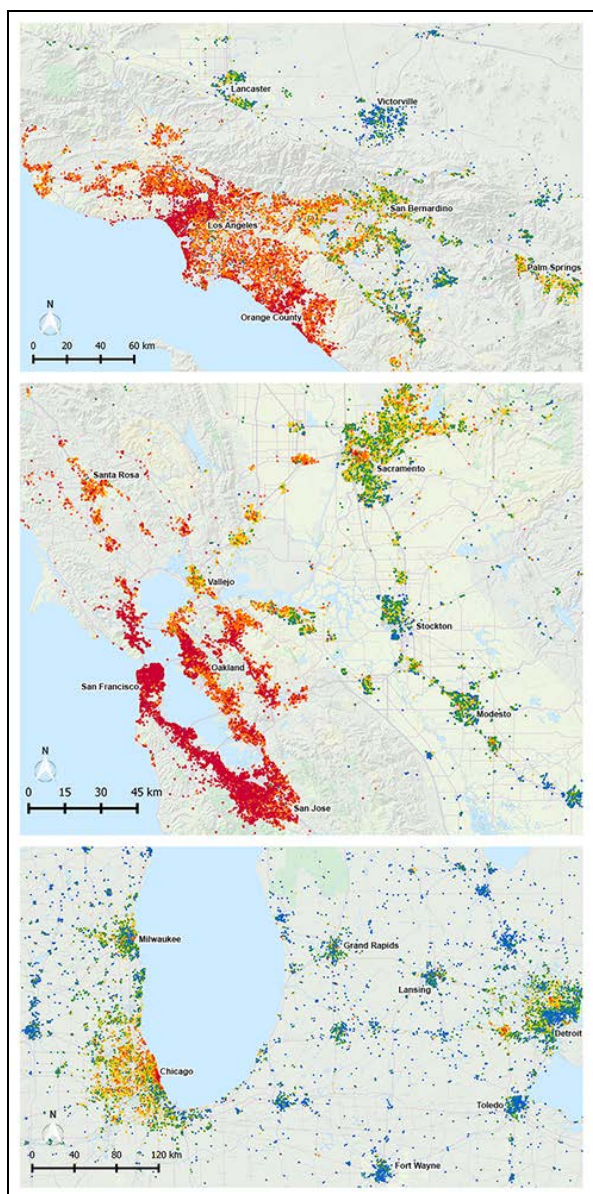 Lancaster
Victorville
San Bernardino
Los Angeles
Palm Springs
Orange County
N
0 20 40 60 km
Santa Rosa
Sacramento
Vallejo
Stockton
Oakland
San Francisco
Modesto
N
0 15 30 45 km
San Jose
Milwaukee
Grand Rapids
Lansing
Detroit
Chicago
Toledo
N
0 40 80 120 km
Fort Wayne